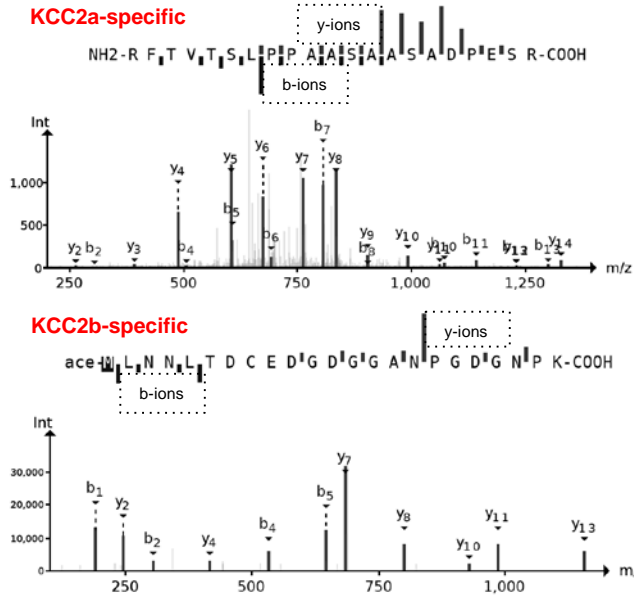 KCC2a-specific
y-ions
NH2-R F T V T S L P P A A S A A S A D P E S R-COOH
b-ions
Int
b7
y6
y4 y5 y7 y8
1,000
b5
500
b6 y9 y10 b11
y2 b2 y3 b4 b8 y11 b10 b13 y14
0
250 500 750 1,000 1,250 m/z
KCC2b-specific
y-ions
ace-M L N N L T D C E D G D G G A N P G D G N P K-COOH
b-ions
Int
y7
30,000
b1 y2 b5
20,000
b4 y8 y11 y13
10,000
b2 y4 y10
0
250 500 750 1,000 m/